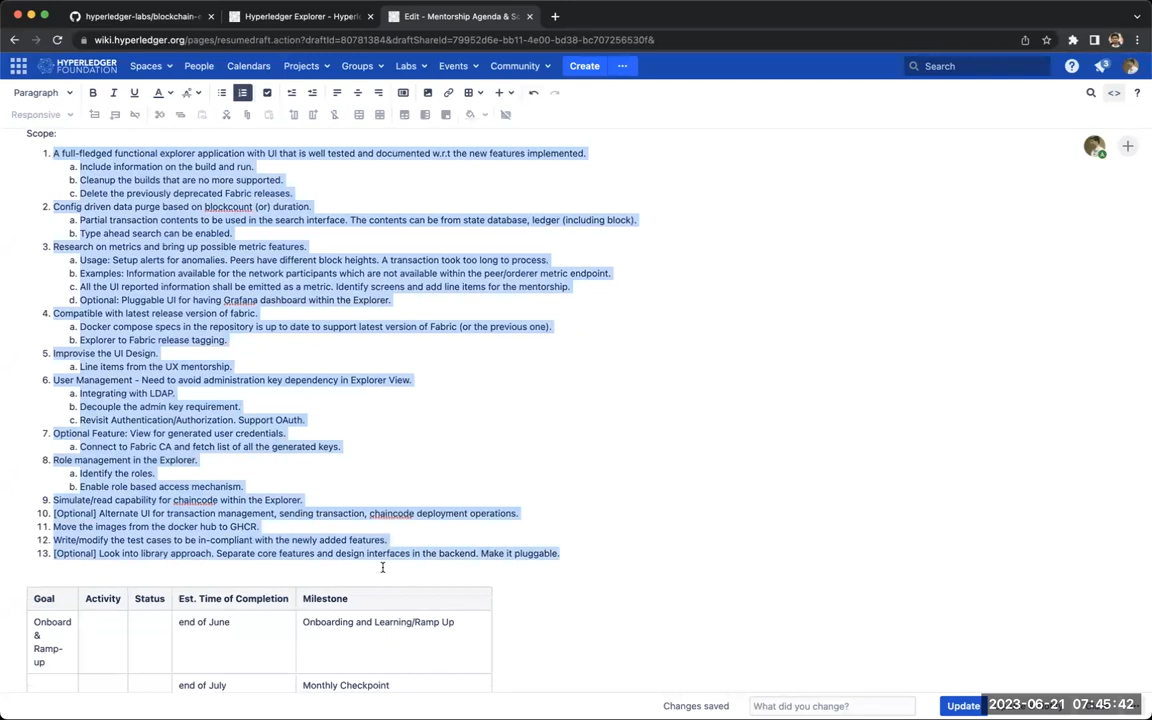 hyperledger-labs/blockchain-e
Hyperledger Explorer - Hyperle
Edit - Mentorship Agenda & Sc
wiki.hyperledger.org/pages/resumedraft.action?draftId=80781384&draftShareId=79952d6e-bb11-4e00-bd38-bc707256530f&
HYPERLEDGER FOUNDATION
Spaces People Calendars Projects Groups Labs Events Community Create Search 3
Paragraph B I U A
Responsive
Scope:
1. A full-fledged functional explorer application with UI that is well tested and documented w.r.t the new features implemented.
a. Include information on the build and run.
b. Cleanup the builds that are no more supported.
c. Delete the previously deprecated Fabric releases.
2. Config driven data purge based on blockcount (or) duration.
a. Partial transaction contents to be used in the search interface. The contents can be from state database, ledger (including block).
b. Type ahead search can be enabled.
3. Research on metrics and bring up possible metric features.
a. Usage: Setup alerts for anomalies. Peers have different block heights. A transaction took too long to process.
b. Examples: Information available for the network participants which are not available within the peer/orderer metric endpoint.
c. All the UI reported information shall be emitted as a metric. Identify screens and add line items for the mentorship.
d. Optional: Pluggable UI for having Grafana dashboard within the Explorer.
4. Compatible with latest release version of fabric.
a. Docker compose specs in the repository is up to date to support latest version of Fabric (or the previous one).
b. Explorer to Fabric release tagging.
5. Improvise the UI Design.
a. Line items from the UX mentorship.
6. User Management - Need to avoid administration key dependency in Explorer View.
a. Integrating with LDAP.
b. Decouple the admin key requirement.
c. Revisit Authentication/Authorization. Support OAuth.
7. Optional Feature: View for generated user credentials.
a. Connect to Fabric CA and fetch list of all the generated keys.
8. Role management in the Explorer.
a. Identify the roles.
b. Enable role based access mechanism.
9. Simulate/read capability for chaincode within the Explorer.
10. [Optional] Alternate UI for transaction management, sending transaction, chaincode deployment operations.
11. Move the images from the docker hub to GHCR.
12. Write/modify the test cases to be in-compliant with the newly added features.
13. [Optional] Look into library approach. Separate core features and design interfaces in the backend. Make it pluggable.
Goal Activity Status Est. Time of Completion Milestone
Onboard & Ramp-up end of June Onboarding and Learning/Ramp Up
end of July Monthly Checkpoint
Changes saved What did you change? Update
2023-06-21 07:45:42